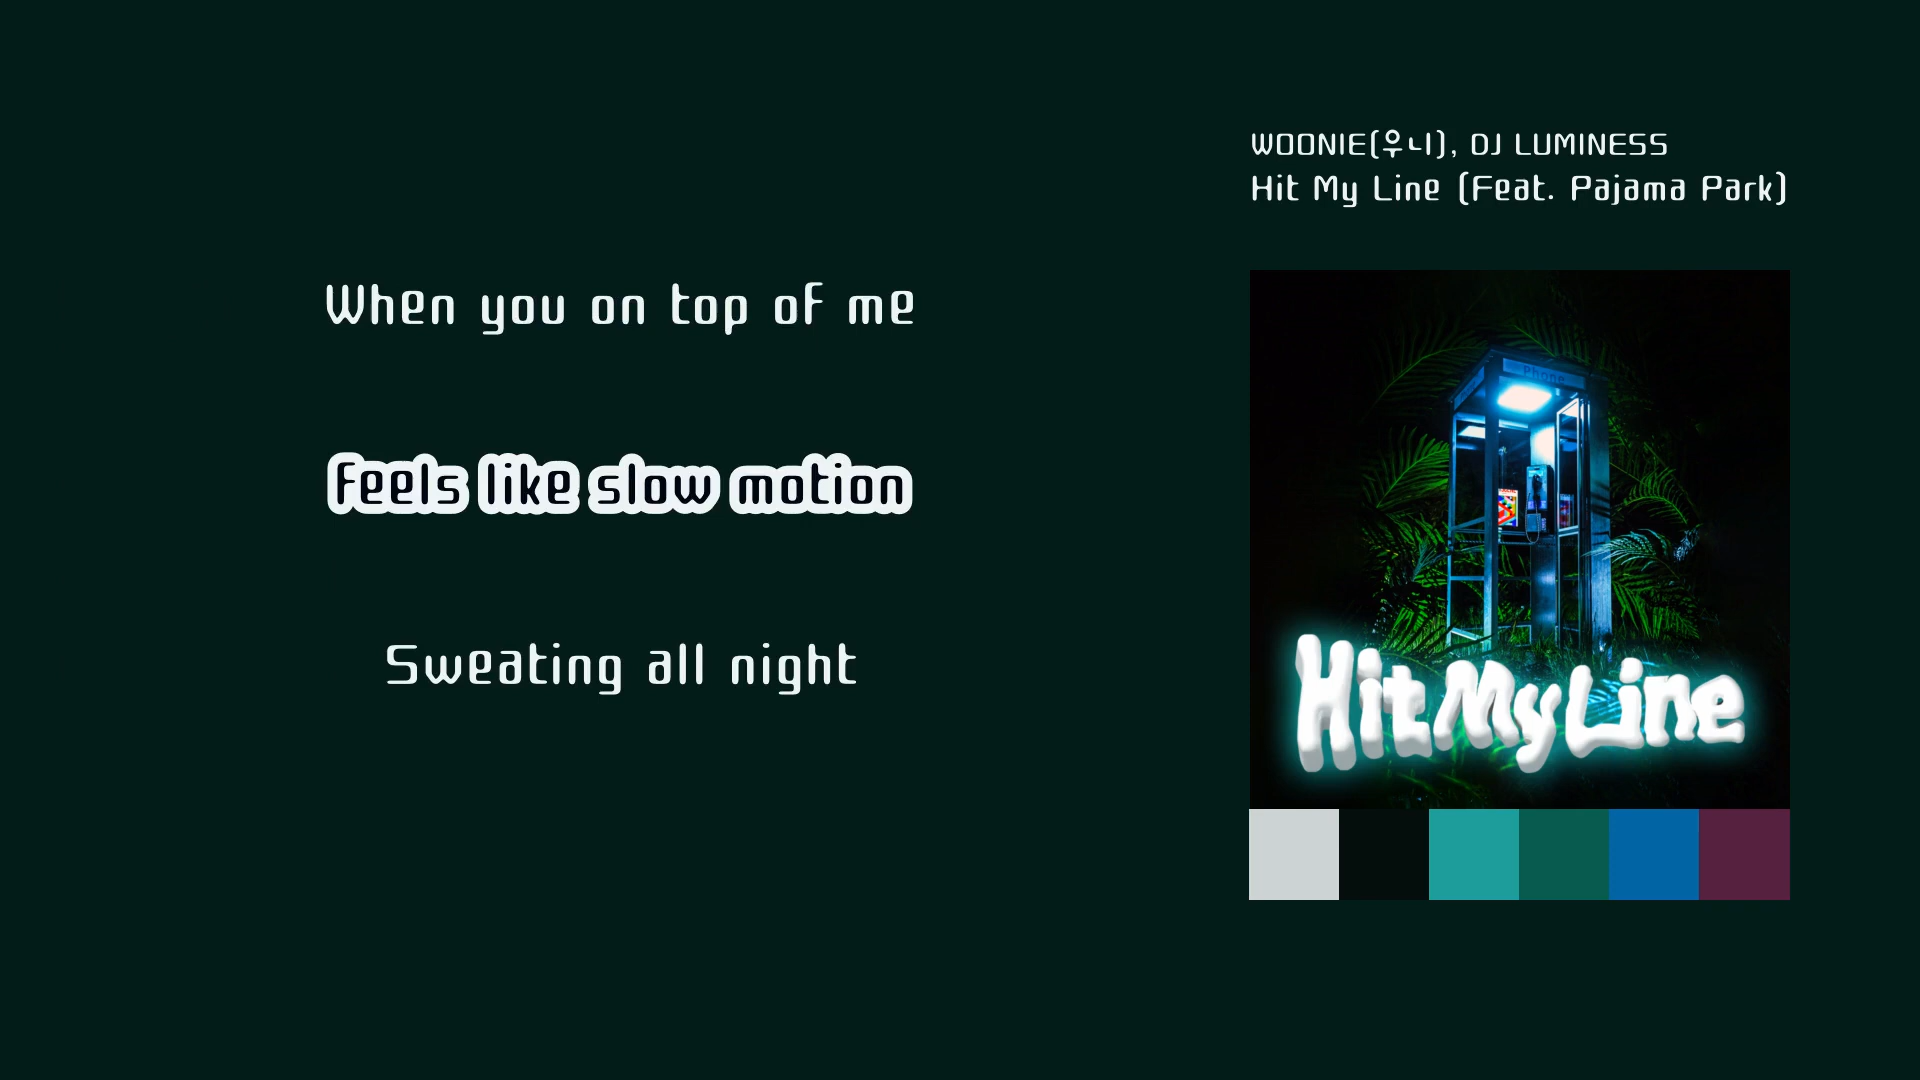 WOONIE(우니), DJ LUMINESS
Hit My Line (Feat. Pajama Park)
When you on top of me
Feels like slow motion
Sweating all night
Phone
Hit My Line